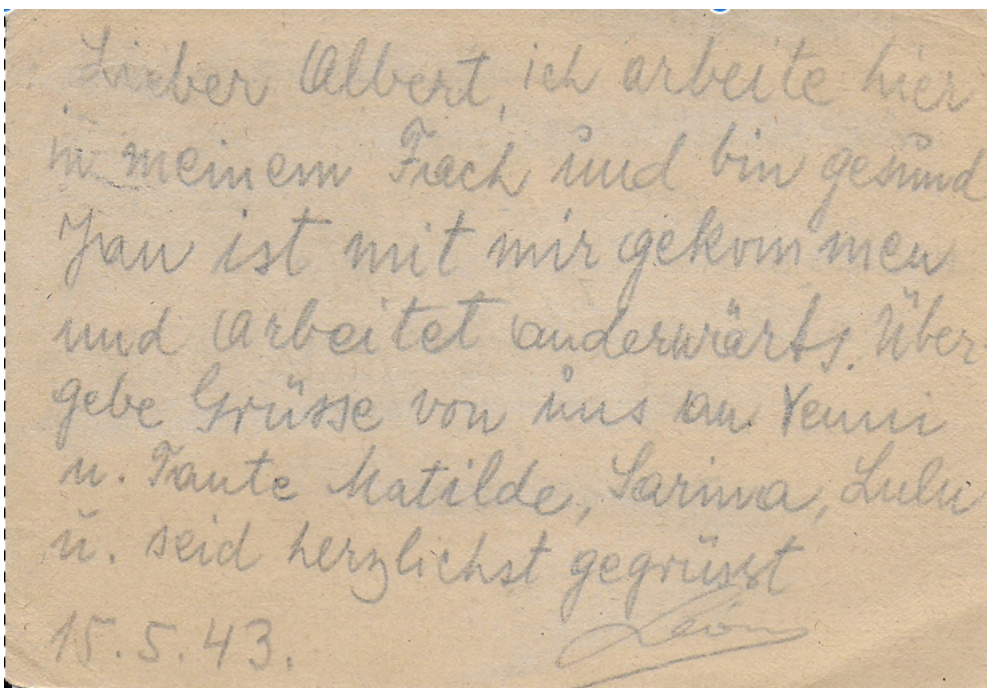 Lieber Albert, ich arbeite hier
in meinem Fach und bin gesund
Jan ist mit mir gekommen
und arbeitet anderwärts. Über-
gebe Grüsse von uns an Yenni
u. Tante Matilde, Sarina, Lulu
u. seid herzlichst gegrüsst
15.5.43. Leon